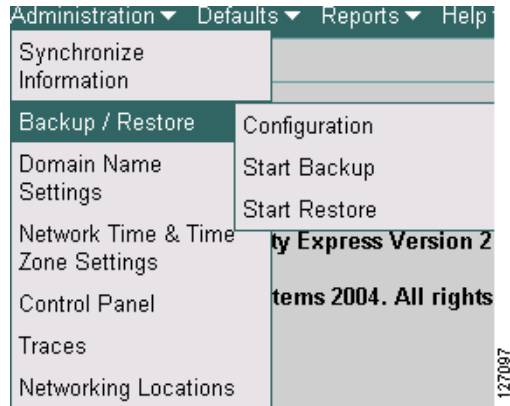 Administration Defaults Reports Help
Synchronize
Information
Backup / Restore
Configuration
Start Backup
Start Restore
Domain Name
Settings
Network Time & Time
Zone Settings
Control Panel
Traces
Networking Locations
ty Express Version 2
tems 2004. All rights
127097